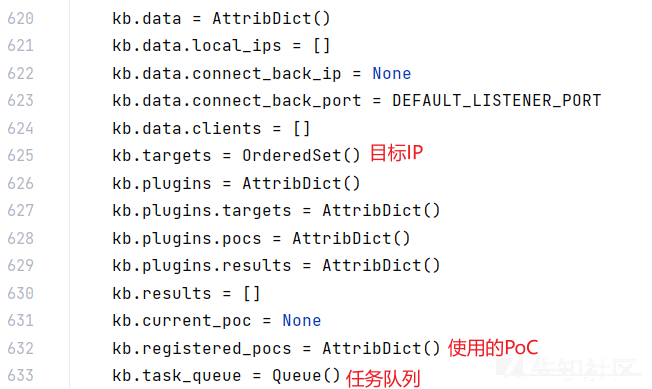 620 kb.data = AttribDict()
621 kb.data.local_ips = []
622 kb.data.connect_back_ip = None
623 kb.data.connect_back_port = DEFAULT_LISTENER_PORT
624 kb.data.clients = []
625 kb.targets = OrderedSet() 目标IP
626 kb.plugins = AttribDict()
627 kb.plugins.targets = AttribDict()
628 kb.plugins.pocs = AttribDict()
629 kb.plugins.results = AttribDict()
630 kb.results = []
631 kb.current_poc = None
632 kb.registered_pocs = AttribDict() 使用的PoC
633 kb.task_queue = Queue() 任务队列
先知社区